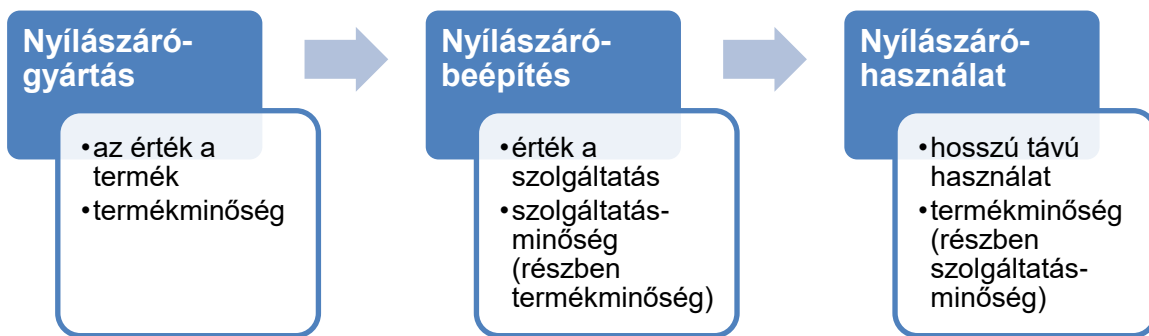 Nyílászáró-
gyártás
•az érték a
termék
•termékminőség
Nyílászáró-
beépítés
•érték a
szolgáltatás
•szolgáltatás-
minőség
(részben
termékminőség)
Nyílászáró-
használat
•hosszú távú
használat
•termékminőség
(részben
szolgáltatás-
minőség)